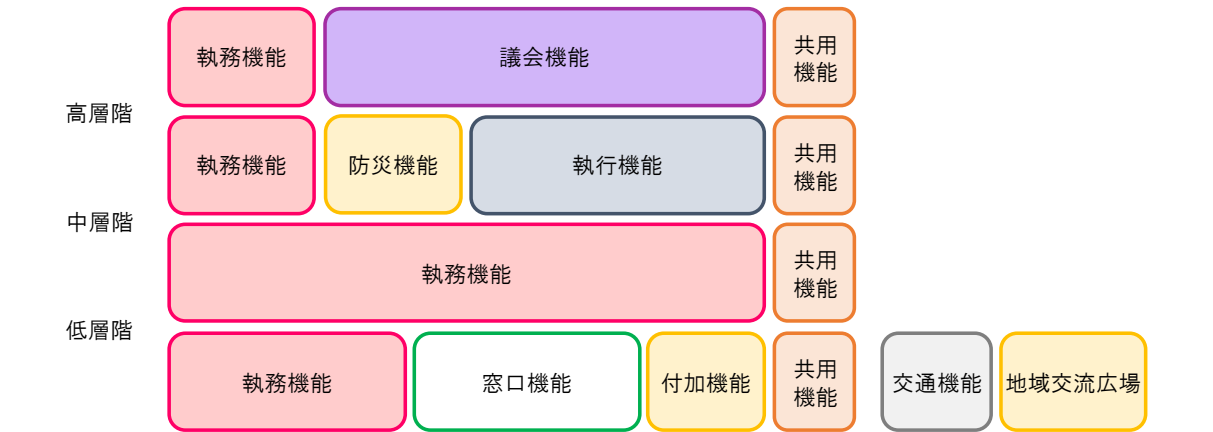 執務機能
議会機能
共用
機能
高層階
執務機能
防災機能
執行機能
共用
機能
中層階
執務機能
共用
機能
低層階
執務機能
窓口機能
付加機能
共用
機能
交通機能
地域交流広場